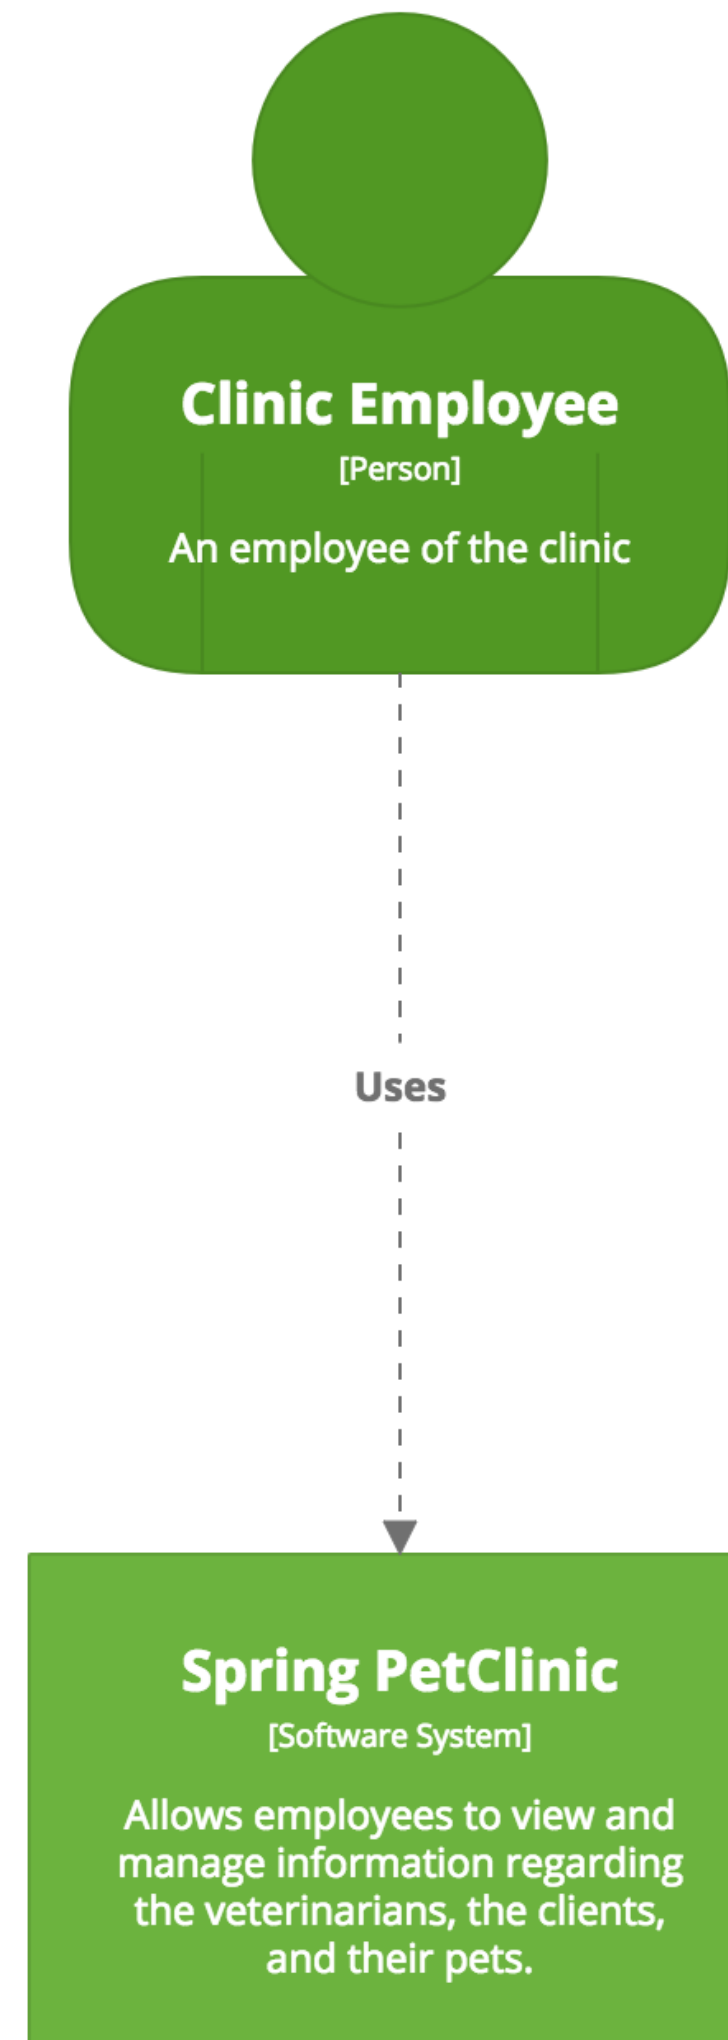 Clinic Employee
[Person]
An employee of the clinic
Uses
Spring PetClinic
[Software System]
Allows employees to view and
manage information regarding
the veterinarians, the clients,
and their pets.